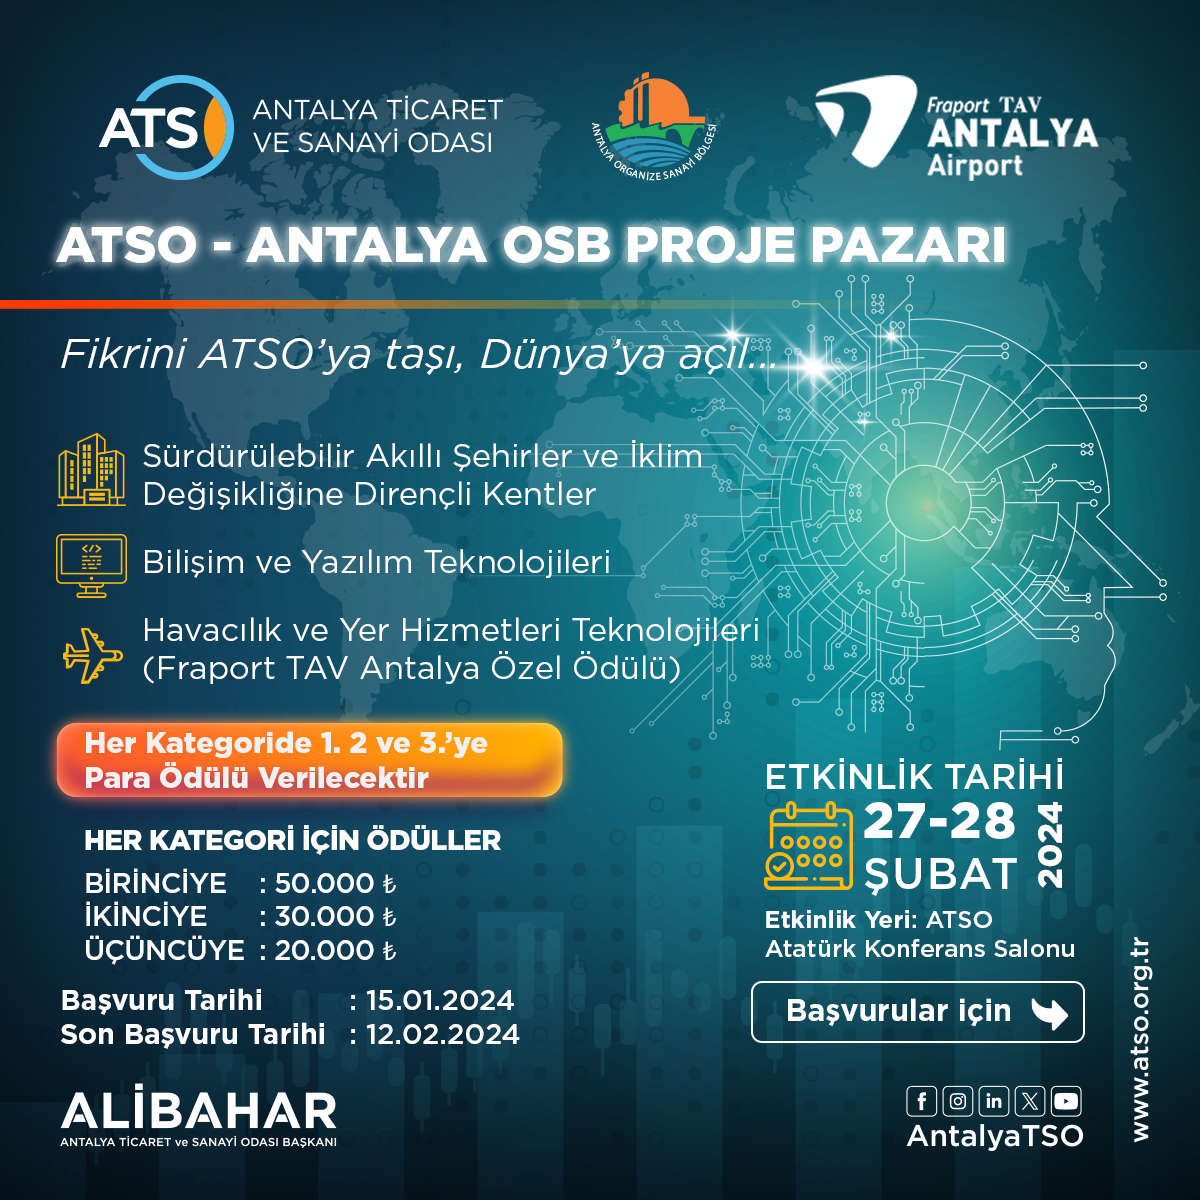 ATSO
ANTALYA TİCARET
VE SANAYİ ODASI
ANTALYA ORGANİZE SANAYİ BÖLGESİ
Fraport TAV
ANTALYA
Airport
ATSO - ANTALYA OSB PROJE PAZARI
Fikrini ATSO'ya taşı, Dünya'ya açıl...
Sürdürülebilir Akıllı Şehirler ve İklim
Değişikliğine Dirençli Kentler
Bilişim ve Yazılım Teknolojileri
Havacılık ve Yer Hizmetleri Teknolojileri
(Fraport TAV Antalya Özel Ödülü)
Her Kategoride 1. 2 ve 3.'ye
Para Ödülü Verilecektir
HER KATEGORİ İÇİN ÖDÜLLER
BİRİNCİYE : 50.000 ₺
İKİNCİYE : 30.000 ₺
ÜÇÜNCÜYE : 20.000 ₺
Başvuru Tarihi : 15.01.2024
Son Başvuru Tarihi : 12.02.2024
ALİBAHAR
ANTALYA TİCARET ve SANAYİ ODASI BAŞKANI
ETKİNLİK TARİHİ
27-28
ŞUBAT
2024
Etkinlik Yeri: ATSO
Atatürk Konferans Salonu
Başvurular için
AntalyaTSO
www.atso.org.tr